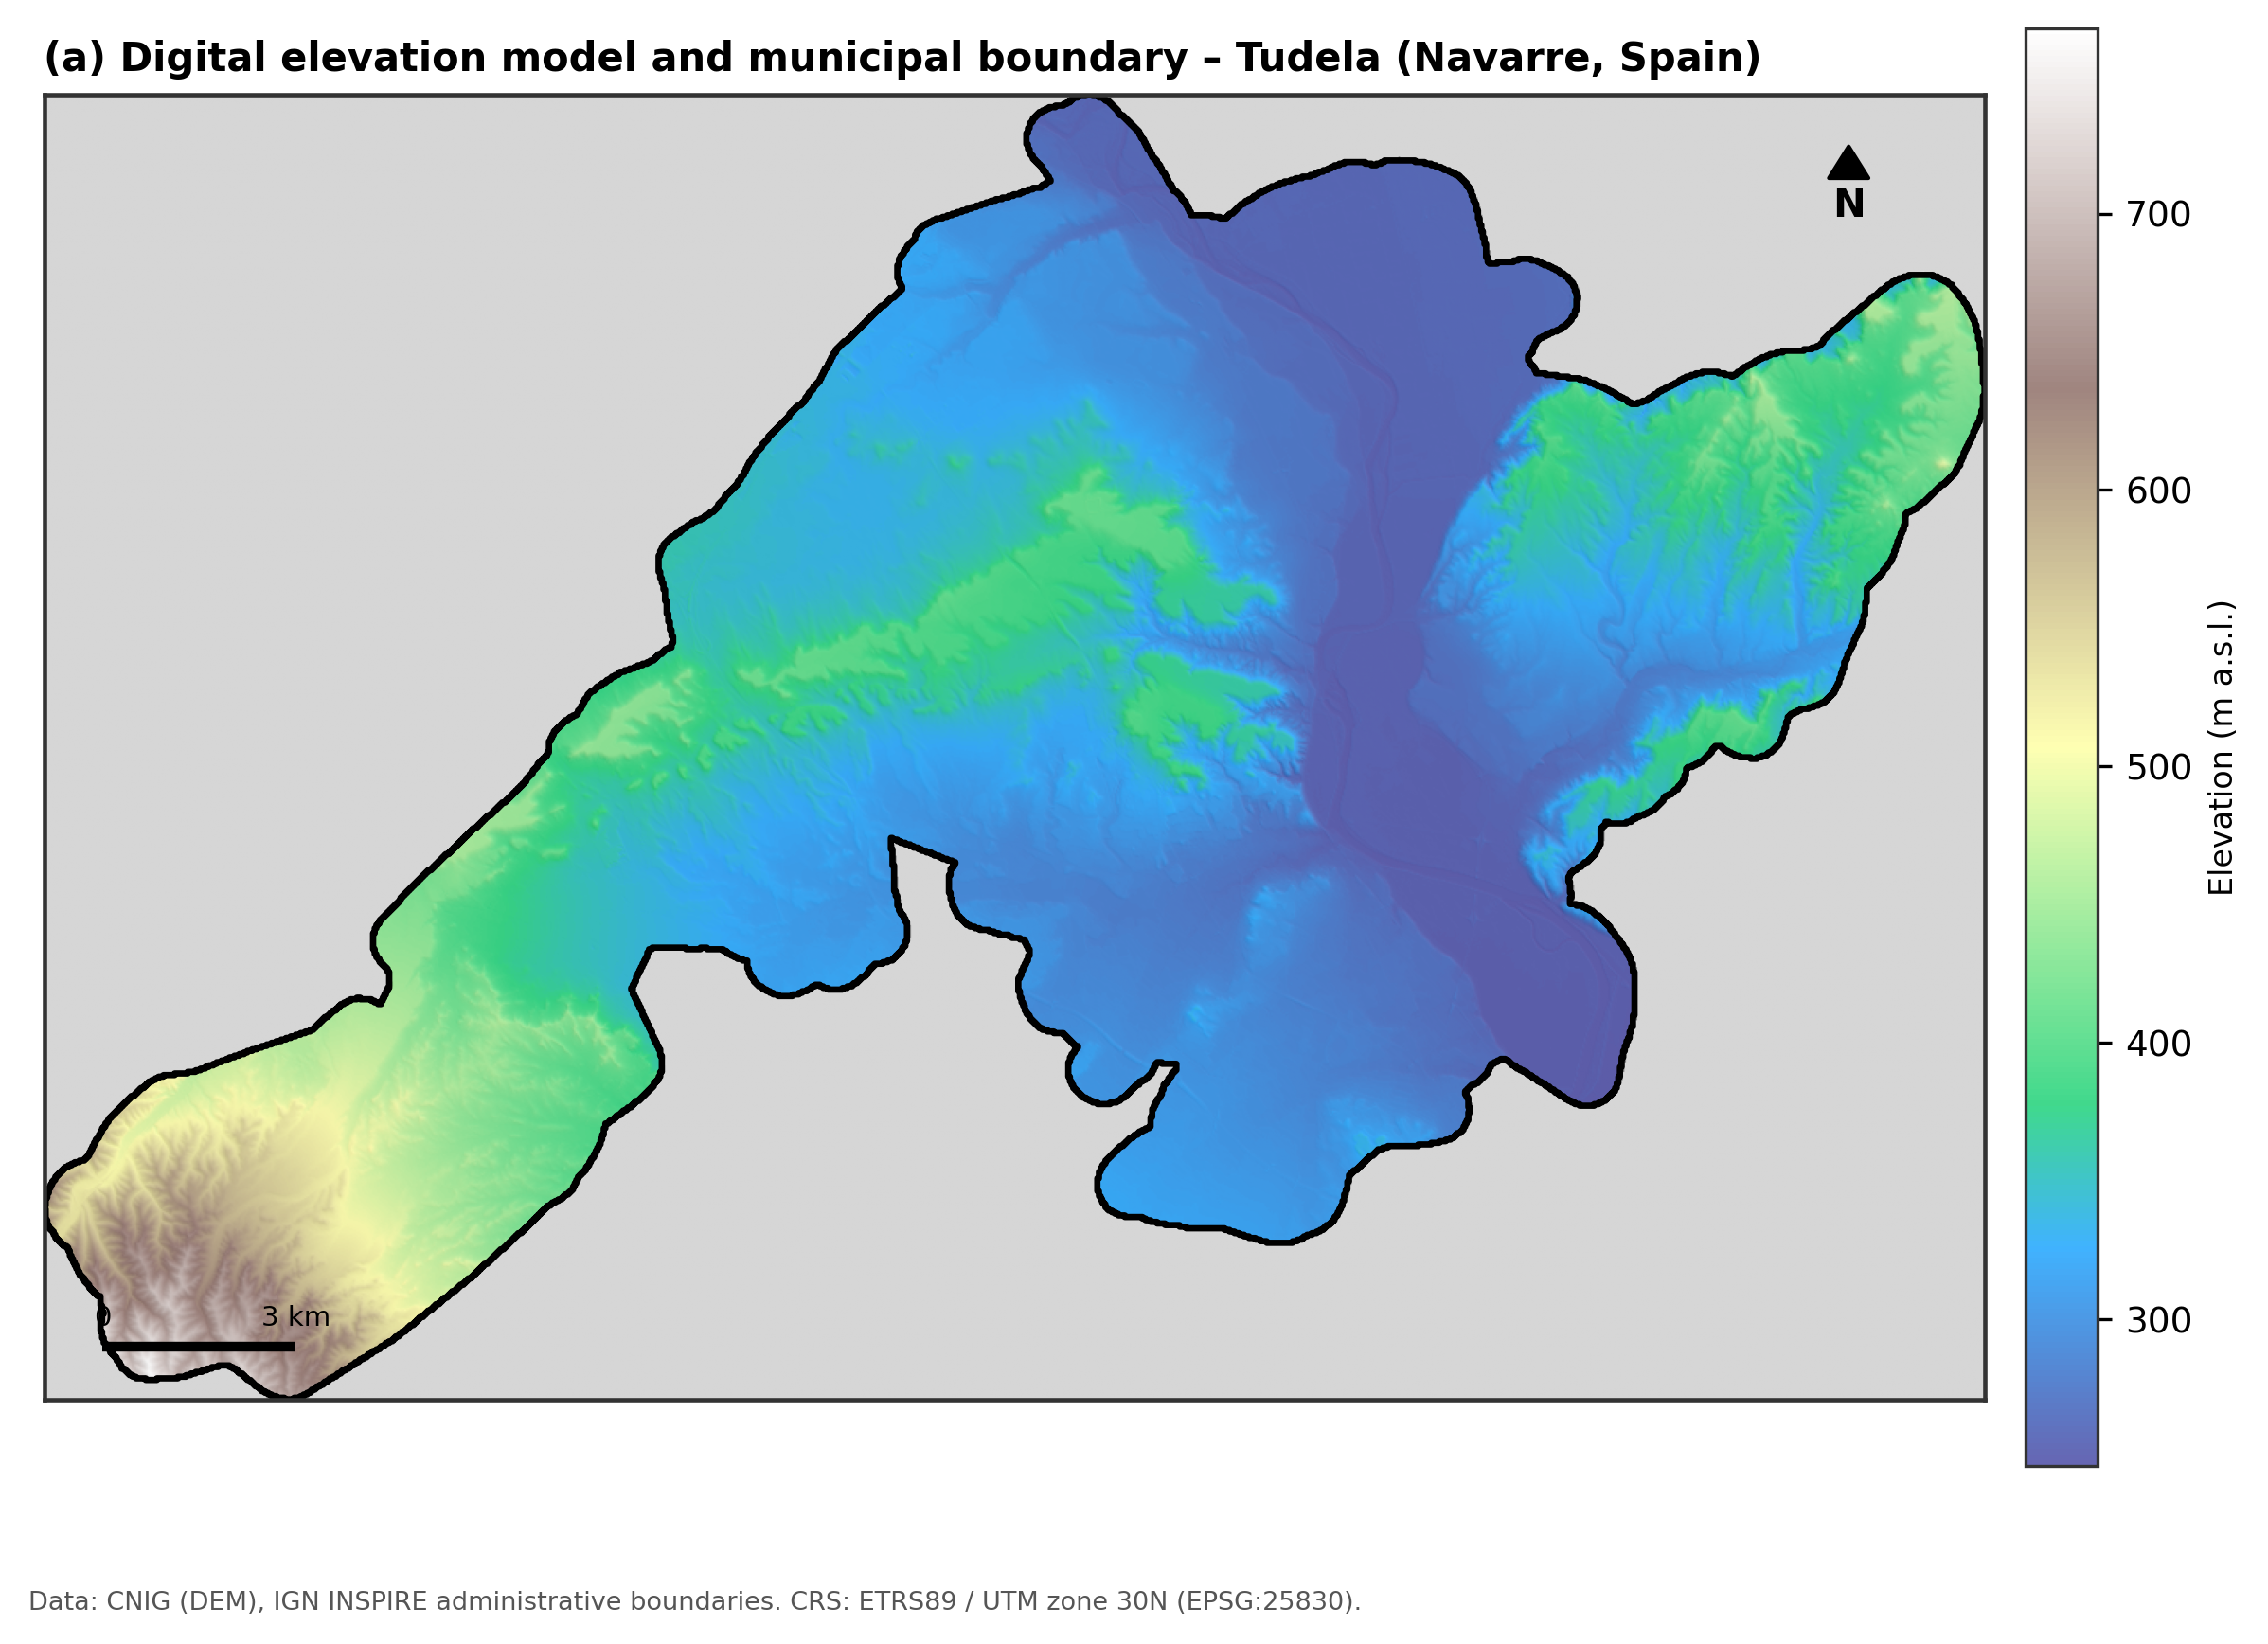 (a) Digital elevation model and municipal boundary – Tudela (Navarre, Spain)
N
700
600
500
400
300
Elevation (m a.s.l.)
0
3 km
Data: CNIG (DEM), IGN INSPIRE administrative boundaries. CRS: ETRS89 / UTM zone 30N (EPSG:25830).